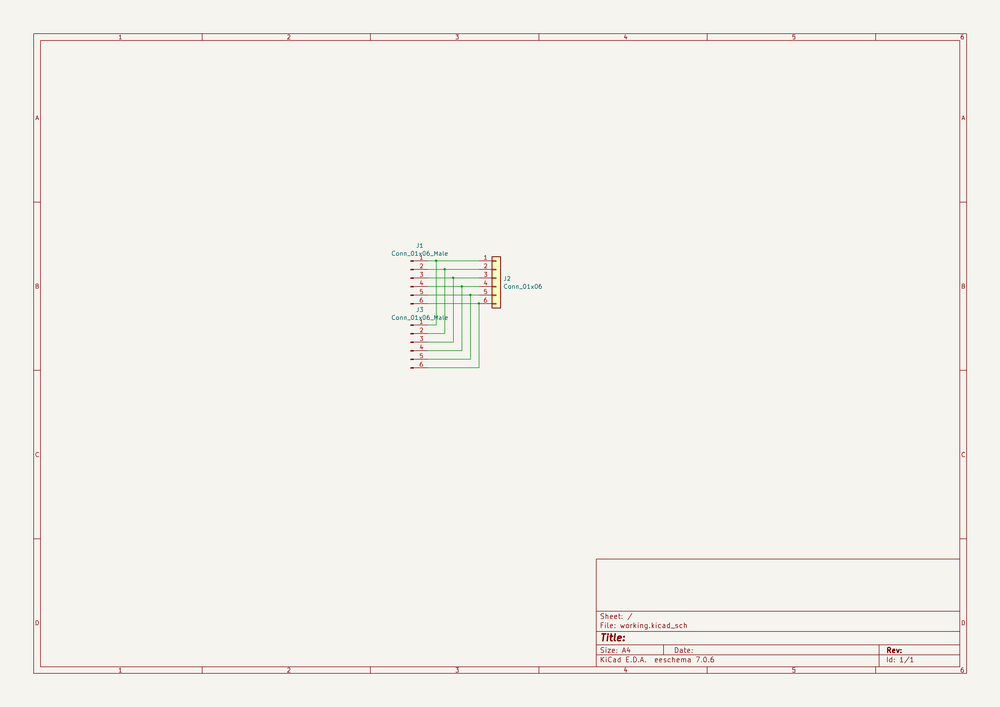 1 2 3 4 5 6
A A
J1
Conn_01x06_Male
1 1
2 2
3 3
4 4
5 5
6 6
J2
Conn_01x06
B B
J3
Conn_01x06_Male
1
2
3
4
5
6
C C
Sheet: /
File: working.kicad_sch
D D
Title:
Size: A4 Date: Rev:
KiCad E.D.A. eeschema 7.0.6 Id: 1/1
1 2 3 4 5 6